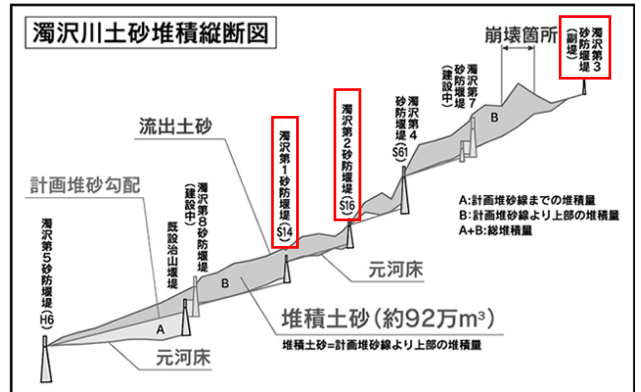 濁沢川土砂堆積縦断図
崩壊箇所
濁沢第3
砂防堰堤
(副堤)
濁沢第7
砂防堰堤
(建設中)
B
濁沢第4
砂防堰堤
(S61)
濁沢第2砂防堰堤
(S16)
流出土砂
濁沢第1砂防堰堤
(S14)
計画堆砂勾配
濁沢第8砂防堰堤
(建設中)
既設治山堰堤
濁沢第5砂防堰堤(H6)
A:計画堆砂線までの堆積量
B:計画堆砂線より上部の堆積量
A+B:総堆積量
元河床
B
A
堆積土砂(約92万m³)
堆積土砂=計画堆砂線より上部の堆積量
元河床